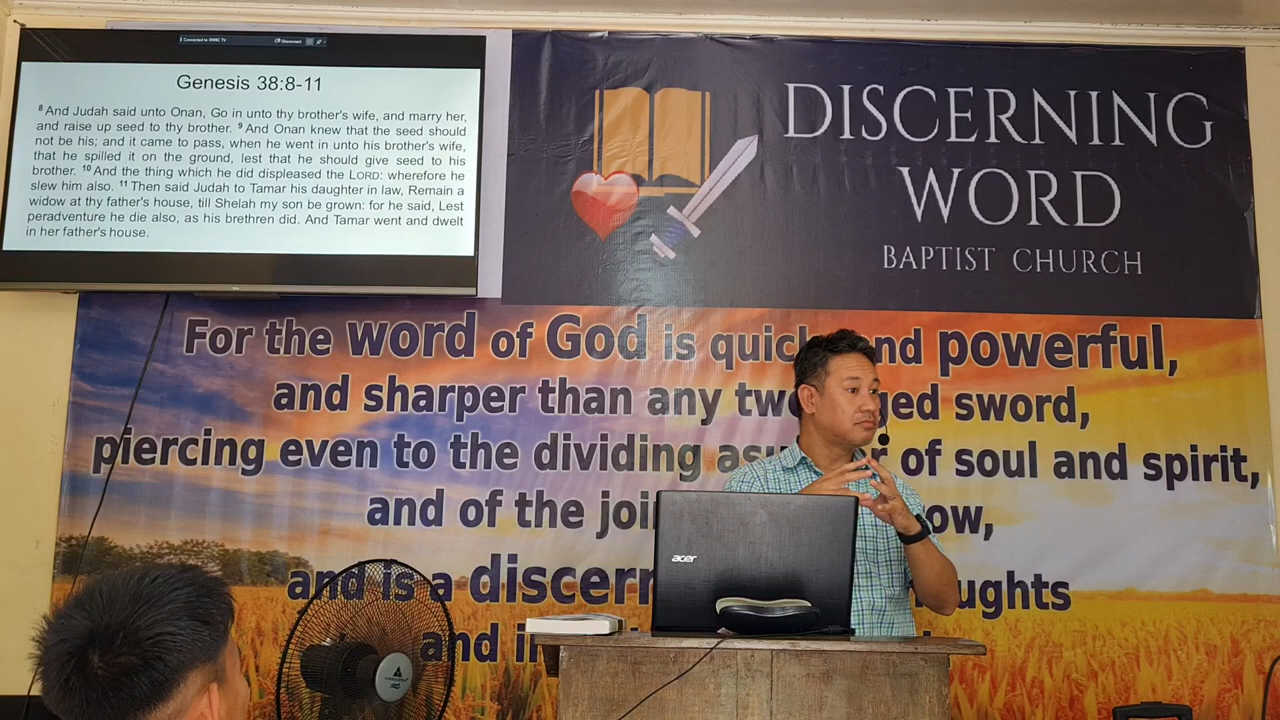 Connected to DWBC TV
Disconnect
Genesis 38:8-11
8 And Judah said unto Onan, Go in unto thy brother's wife, and marry her,
and raise up seed to thy brother. 9 And Onan knew that the seed should
not be his; and it came to pass, when he went in unto his brother's wife,
that he spilled it on the ground, lest that he should give seed to his
brother. 10 And the thing which he did displeased the LORD: wherefore he
slew him also. 11 Then said Judah to Tamar his daughter in law, Remain a
widow at thy father's house, till Shelah my son be grown: for he said, Lest
peradventure he die also, as his brethren did. And Tamar went and dwelt
in her father's house.
DISCERNING
WORD
BAPTIST CHURCH
For the word of God is quick and powerful,
and sharper than any two ged sword,
piercing even to the dividing asu r of soul and spirit,
and of the joi ow,
and is a discern ughts
and in
acer